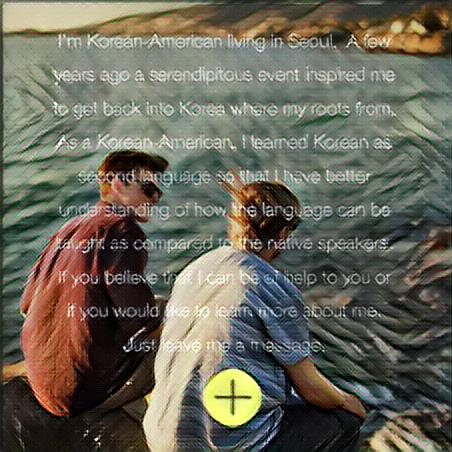 I'm Korean-American living in Seoul. A few
years ago a serendipitous event inspired me
to get back into Korea where my roots from.
As a Korean-American, I learned Korean as
second language so that I have better
understanding of how the language can be
taught as compared to the native speakers.
If you believe that I can be of help to you or
if you would like to learn more about me.
Just leave me a message.